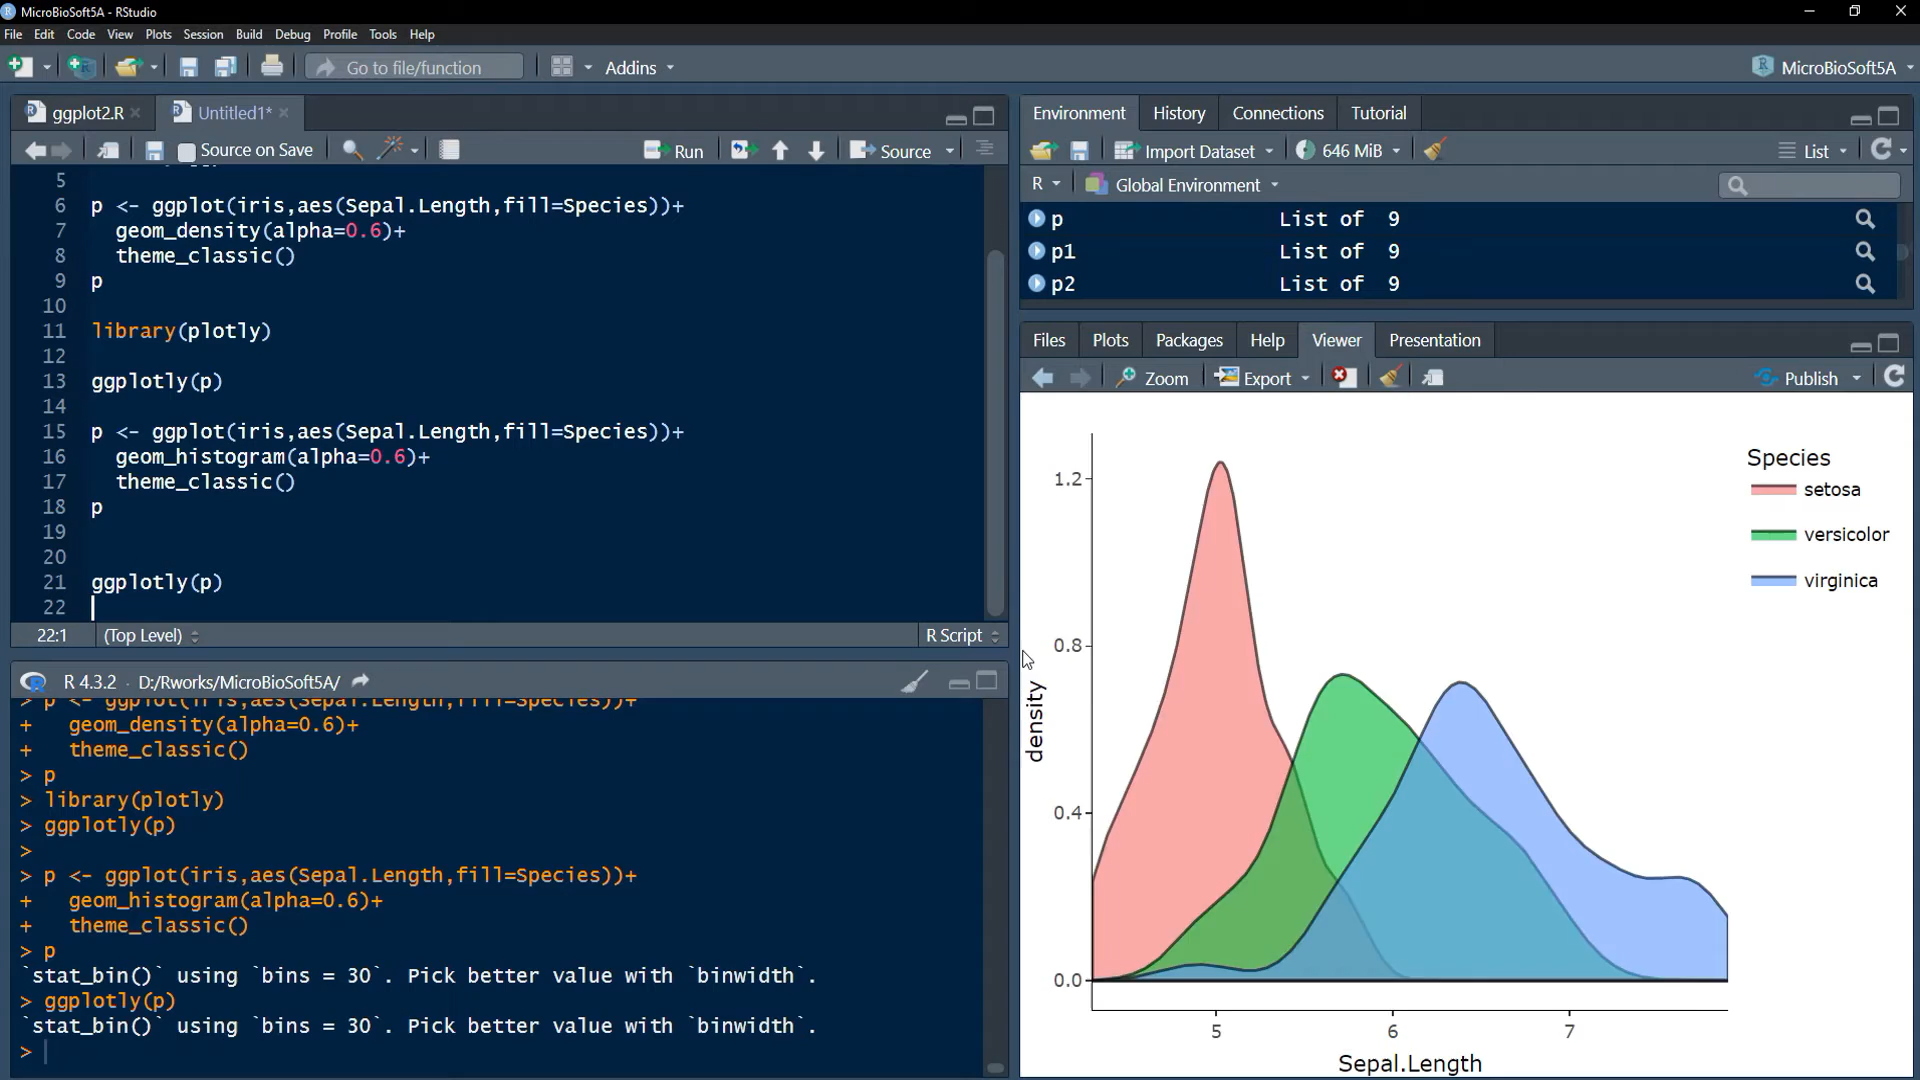 MicroBioSoft5A - RStudio
File Edit Code View Plots Session Build Debug Profile Tools Help
Go to file/function Addins MicroBioSoft5A
ggplot2.R Untitled1*
Source on Save Run Source
5
6 p <- ggplot(iris,aes(Sepal.Length,fill=Species))+
7 geom_density(alpha=0.6)+
8 theme_classic()
9 p
10
11 library(plotly)
12
13 ggplotly(p)
14
15 p <- ggplot(iris,aes(Sepal.Length,fill=Species))+
16 geom_histogram(alpha=0.6)+
17 theme_classic()
18 p
19
20
21 ggplotly(p)
22
22:1 (Top Level) R Script
R 4.3.2 · D:/Rworks/MicroBioSoft5A/
> p <- ggplot(iris,aes(Sepal.Length,fill=Species))+
+ geom_density(alpha=0.6)+
+ theme_classic()
> p
> library(plotly)
> ggplotly(p)
>
> p <- ggplot(iris,aes(Sepal.Length,fill=Species))+
+ geom_histogram(alpha=0.6)+
+ theme_classic()
> p
`stat_bin()` using `bins = 30`. Pick better value with `binwidth`.
> ggplotly(p)
`stat_bin()` using `bins = 30`. Pick better value with `binwidth`.
>
Environment History Connections Tutorial
Import Dataset 646 MiB List
R Global Environment
p List of 9
p1 List of 9
p2 List of 9
Files Plots Packages Help Viewer Presentation
Zoom Export Publish
Species
setosa
versicolor
virginica
1.2
0.8
0.4
0.0
density
5 6 7
Sepal.Length